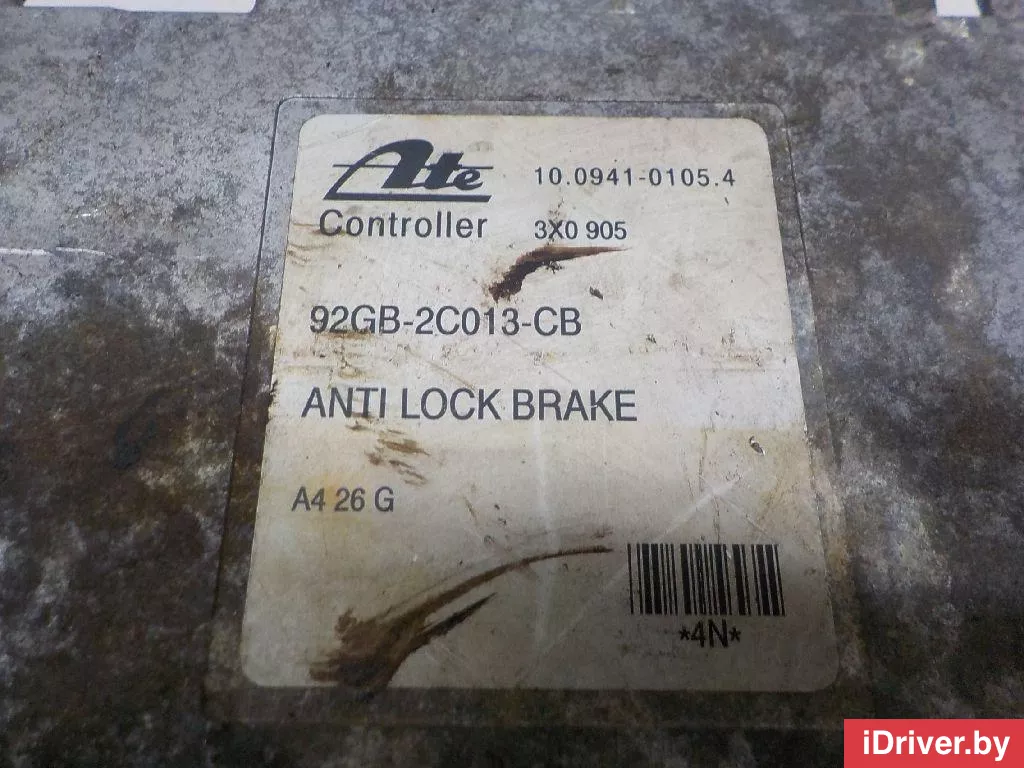 Ate 10.0941-0105.4
Controller 3X0 905
92GB-2C013-CB
ANTI LOCK BRAKE
A4 26 G
*4N*
iDriver.by